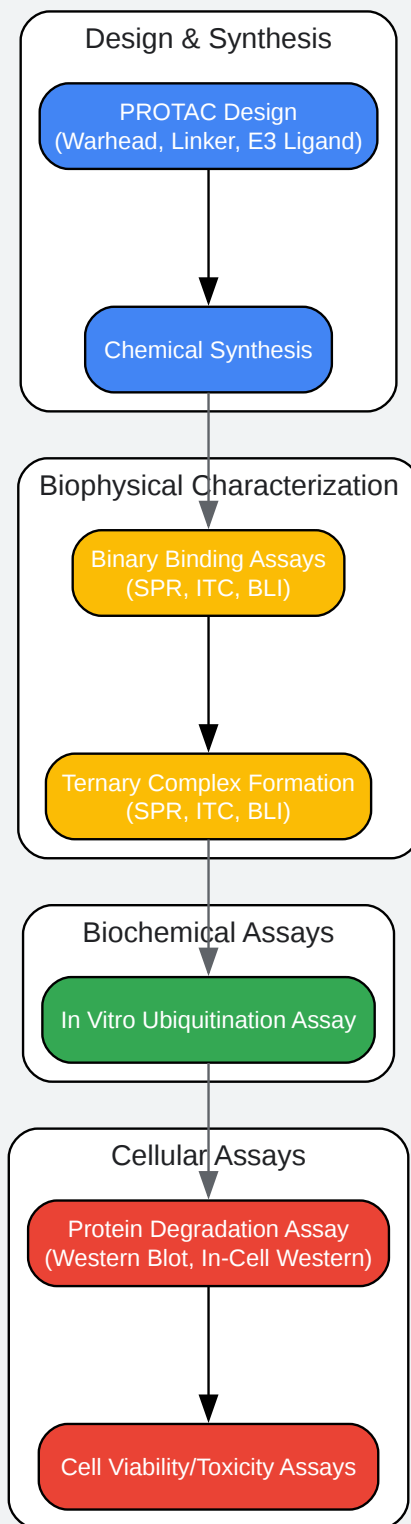 Design & Synthesis
PROTAC Design
(Warhead, Linker, E3 Ligand)
Chemical Synthesis
Biophysical Characterization
Binary Binding Assays
(SPR, ITC, BLI)
Ternary Complex Formation
(SPR, ITC, BLI)
Biochemical Assays
In Vitro Ubiquitination Assay
Cellular Assays
Protein Degradation Assay
(Western Blot, In-Cell Western)
Cell Viability/Toxicity Assays